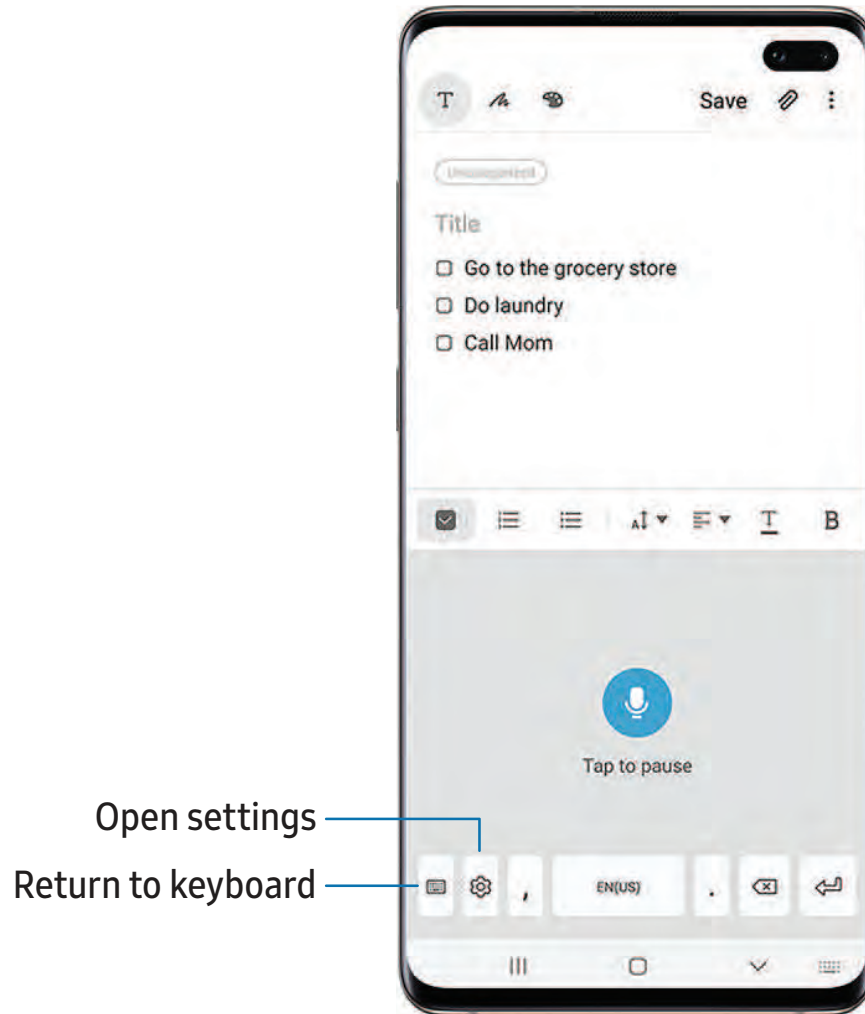 T
Save
Title
Go to the grocery store
Do laundry
Call Mom
A
T
B
Tap to pause
Open settings
Return to keyboard
,
EN(US)
.